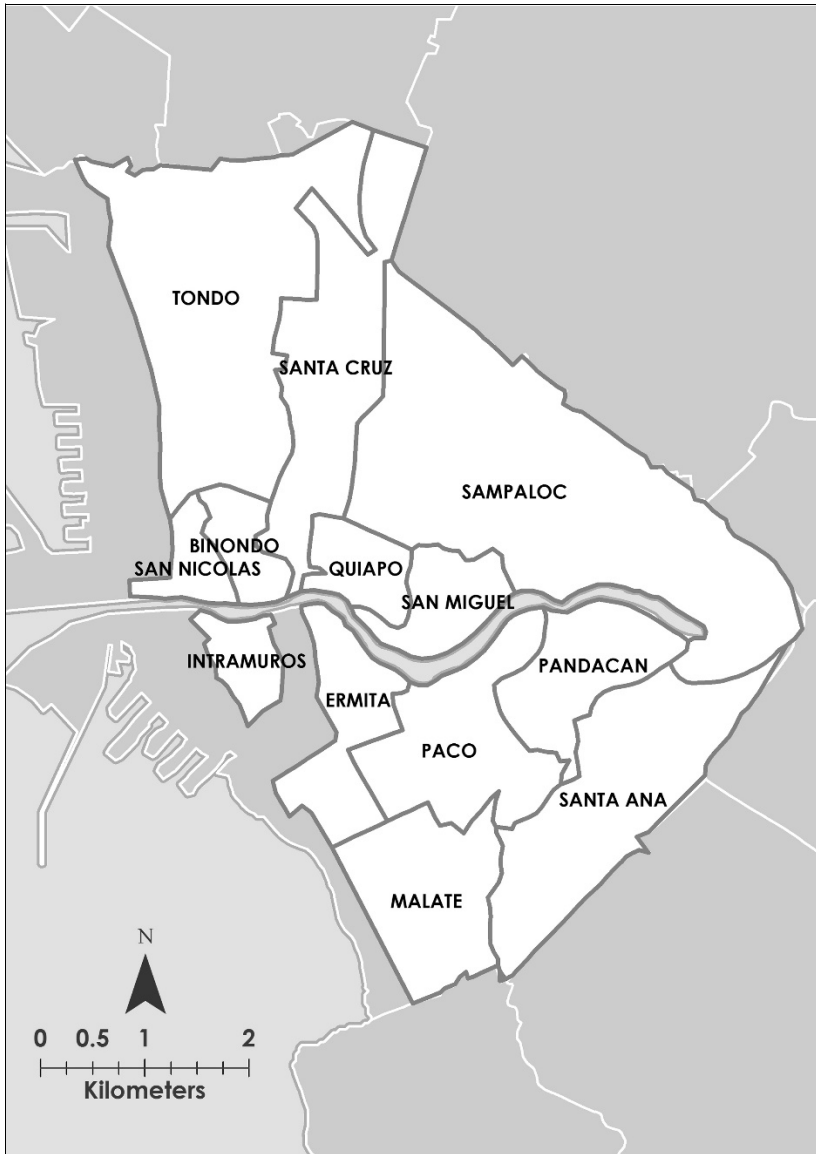 TONDO
SANTA CRUZ
SAMPALOC
BINONDO
SAN NICOLAS
QUIAPO
SAN MIGUEL
INTRAMUROS
PANDACAN
ERMITA
PACO
SANTA ANA
MALATE
N
0 0.5 1 2
Kilometers